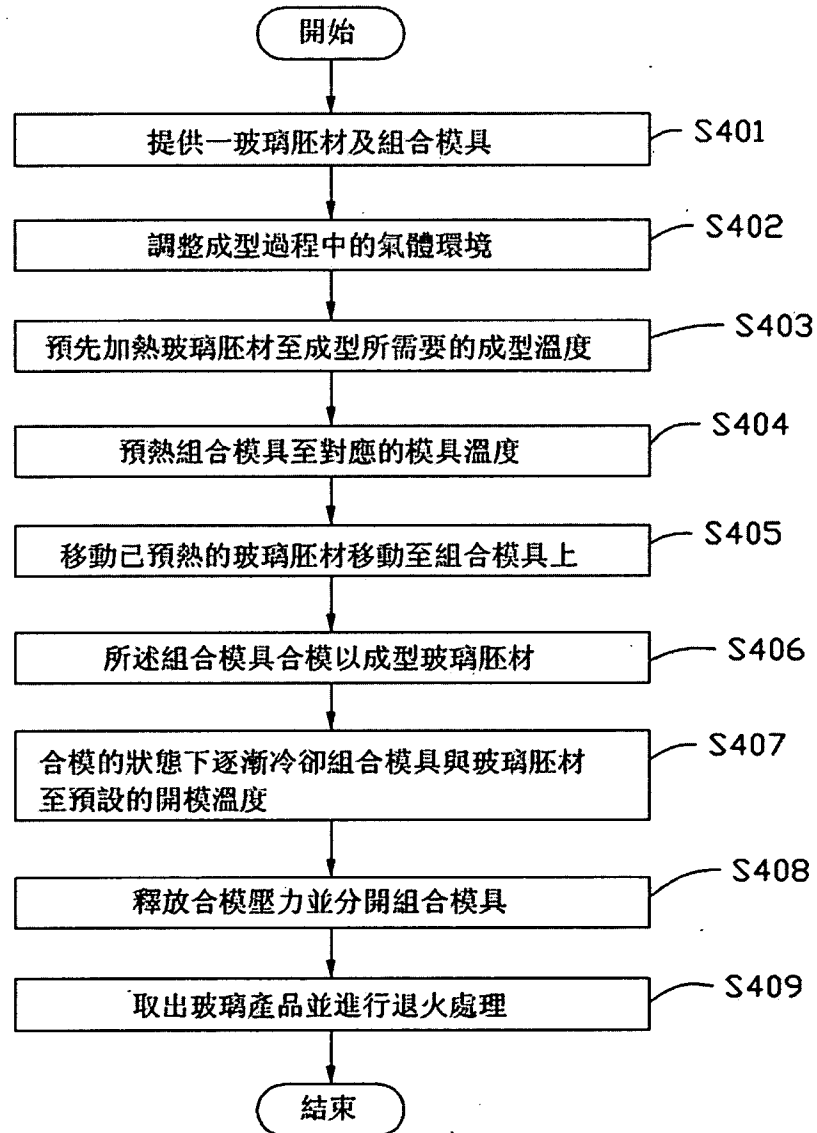 開始
提供一玻璃胚材及組合模具
S401
調整成型過程中的氣體環境
S402
預先加熱玻璃胚材至成型所需要的成型溫度
S403
預熱組合模具至對應的模具溫度
S404
移動已預熱的玻璃胚材移動至組合模具上
S405
所述組合模具合模以成型玻璃胚材
S406
合模的狀態下逐漸冷卻組合模具與玻璃胚材
至預設的開模溫度
S407
釋放合模壓力並分開組合模具
S408
取出玻璃產品並進行退火處理
S409
結束